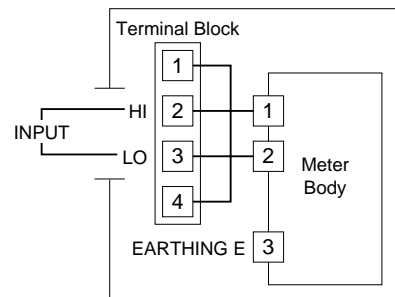 Terminal Block
1
HI 2 1
INPUT
LO 3 2
Meter
Body
4
EARTHING E 3